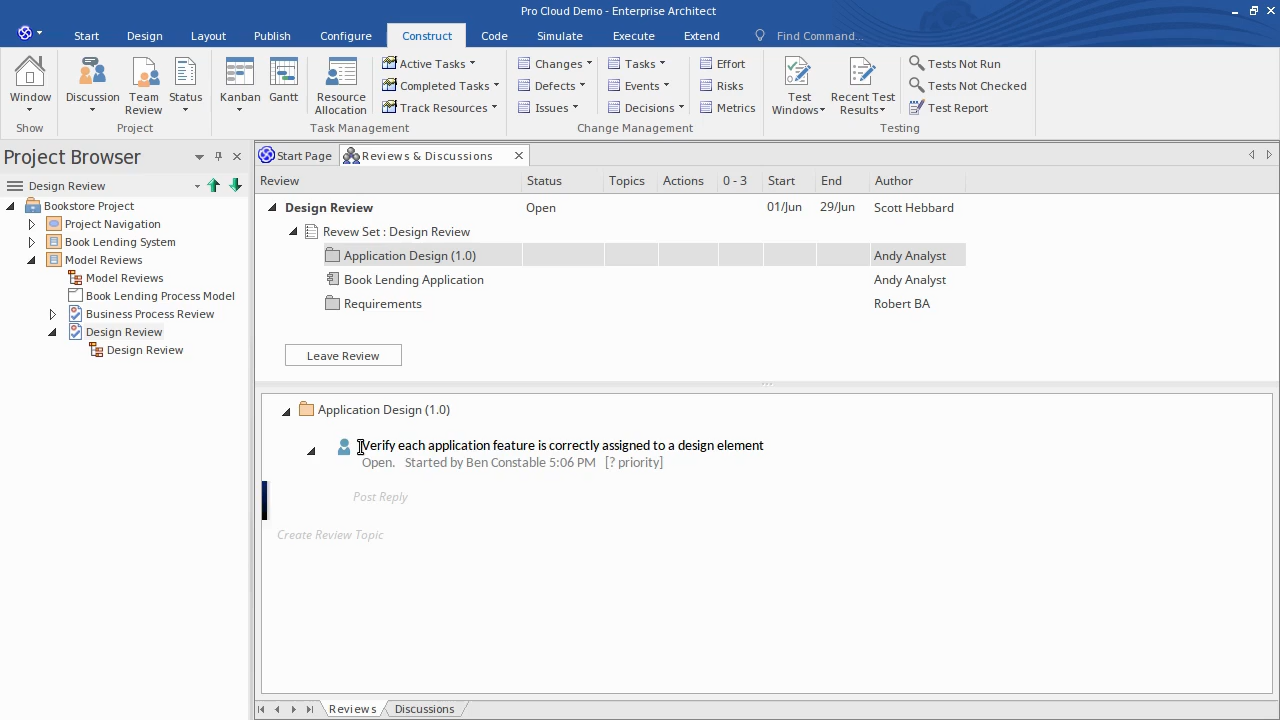 Pro Cloud Demo - Enterprise Architect
Start Design Layout Publish Configure Construct Code Simulate Execute Extend Find Command...
Window Discussion Team Review Status Kanban Gantt Resource Allocation
Active Tasks Changes Tasks Effort
Completed Tasks Defects Events Risks
Track Resources Issues Decisions Metrics
Test Windows Recent Test Results
Tests Not Run
Tests Not Checked
Test Report
Show Project Task Management Change Management Testing
Project Browser
Design Review
Bookstore Project
Project Navigation
Book Lending System
Model Reviews
Model Reviews
Book Lending Process Model
Business Process Review
Design Review
Design Review
Start Page Reviews & Discussions
Review Status Topics Actions 0 - 3 Start End Author
Design Review Open 01/Jun 29/Jun Scott Hebbard
Revew Set : Design Review
Application Design (1.0) Andy Analyst
Book Lending Application Andy Analyst
Requirements Robert BA
Leave Review
Application Design (1.0)
Verify each application feature is correctly assigned to a design element
Open. Started by Ben Constable 5:06 PM [? priority]
Post Reply
Create Review Topic
Reviews Discussions